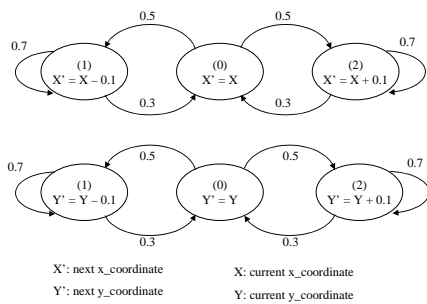 0.5 0.5
0.7 0.7
(1) (0) (2)
X' = X – 0.1 X' = X X' = X + 0.1
0.3 0.3
0.5 0.5
0.7 0.7
(1) (0) (2)
Y' = Y – 0.1 Y' = Y Y' = Y + 0.1
0.3 0.3
X’: next x_coordinate X: current x_coordinate
Y’: next y_coordinate Y: current y_coordinate